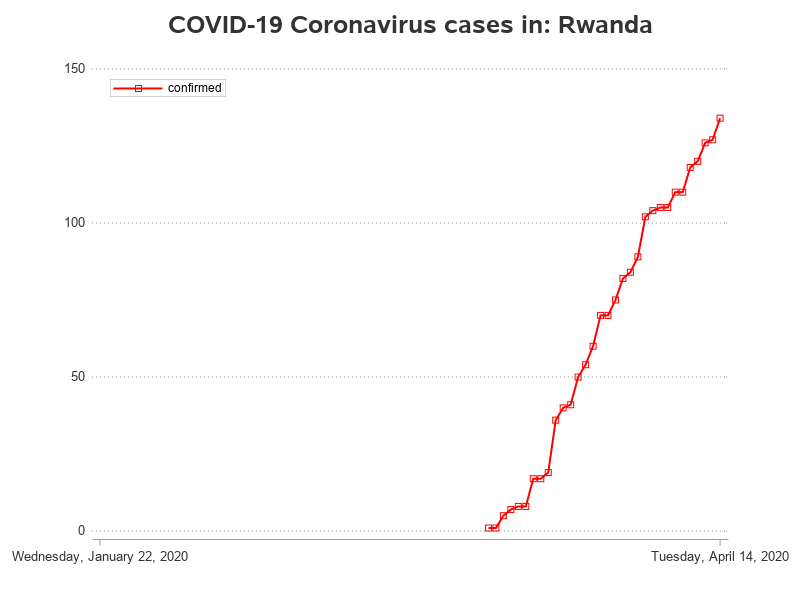 COVID-19 Coronavirus cases in: Rwanda
150
confirmed
100
50
0
Wednesday, January 22, 2020 Tuesday, April 14, 2020